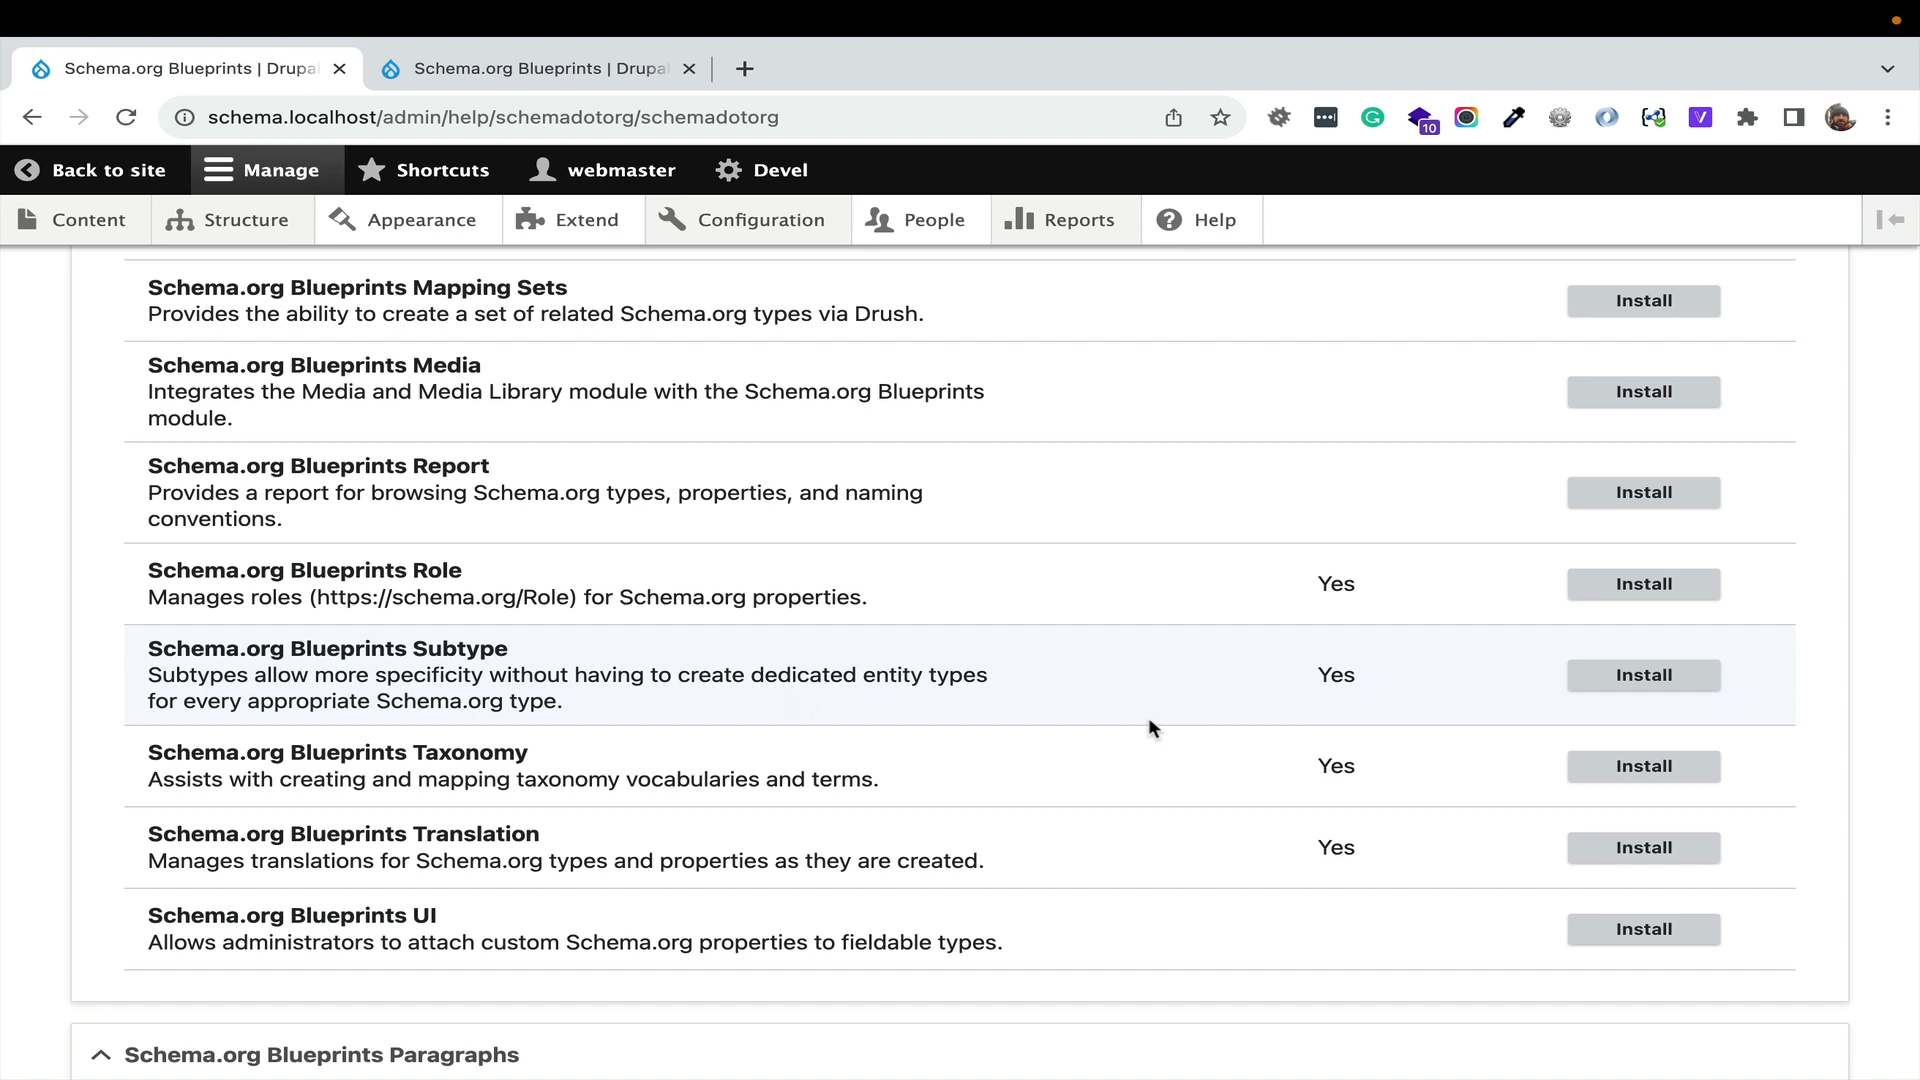 Schema.org Blueprints | Drupal
Schema.org Blueprints | Drupal
schema.localhost/admin/help/schemadotorg/schemadotorg
10
V
Back to site
Manage
Shortcuts
webmaster
Devel
Content
Structure
Appearance
Extend
Configuration
People
Reports
Help
Schema.org Blueprints Mapping Sets
Provides the ability to create a set of related Schema.org types via Drush.
Install
Schema.org Blueprints Media
Integrates the Media and Media Library module with the Schema.org Blueprints
module.
Install
Schema.org Blueprints Report
Provides a report for browsing Schema.org types, properties, and naming
conventions.
Install
Schema.org Blueprints Role
Manages roles (https://schema.org/Role) for Schema.org properties.
Yes
Install
Schema.org Blueprints Subtype
Subtypes allow more specificity without having to create dedicated entity types
for every appropriate Schema.org type.
Yes
Install
Schema.org Blueprints Taxonomy
Assists with creating and mapping taxonomy vocabularies and terms.
Yes
Install
Schema.org Blueprints Translation
Manages translations for Schema.org types and properties as they are created.
Yes
Install
Schema.org Blueprints UI
Allows administrators to attach custom Schema.org properties to fieldable types.
Install
Schema.org Blueprints Paragraphs